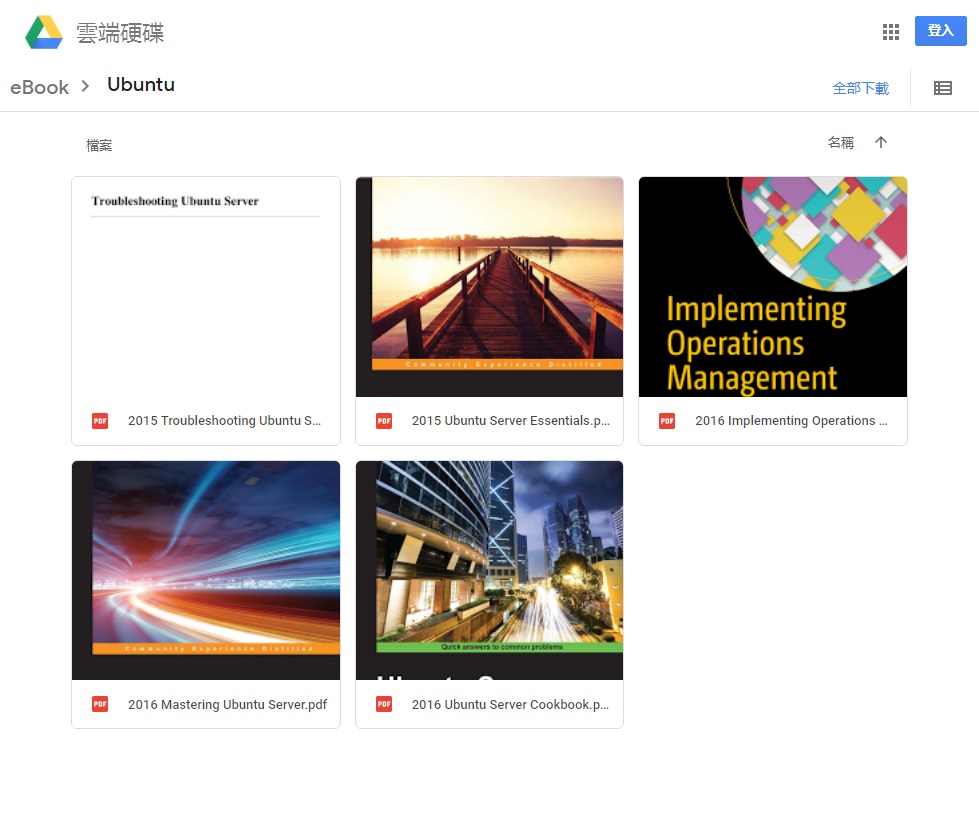 雲端硬碟
登入
eBook
Ubuntu
全部下載
檔案
名稱
Troubleshooting Ubuntu Server
Community Experience Distilled
Implementing
Operations
Management
PDF
2015 Troubleshooting Ubuntu S...
PDF
2015 Ubuntu Server Essentials.p...
PDF
2016 Implementing Operations ...
Community Experience Distilled
Quick answers to common problems
PDF
2016 Mastering Ubuntu Server.pdf
PDF
2016 Ubuntu Server Cookbook.p...